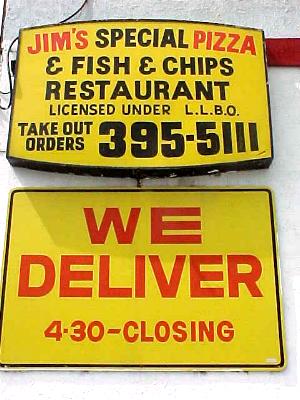 JIM'S SPECIAL PIZZA
& FISH & CHIPS
RESTAURANT
LICENSED UNDER L.L.B.O.
TAKE OUT
ORDERS 395-5111
WE
DELIVER
4·30-CLOSING